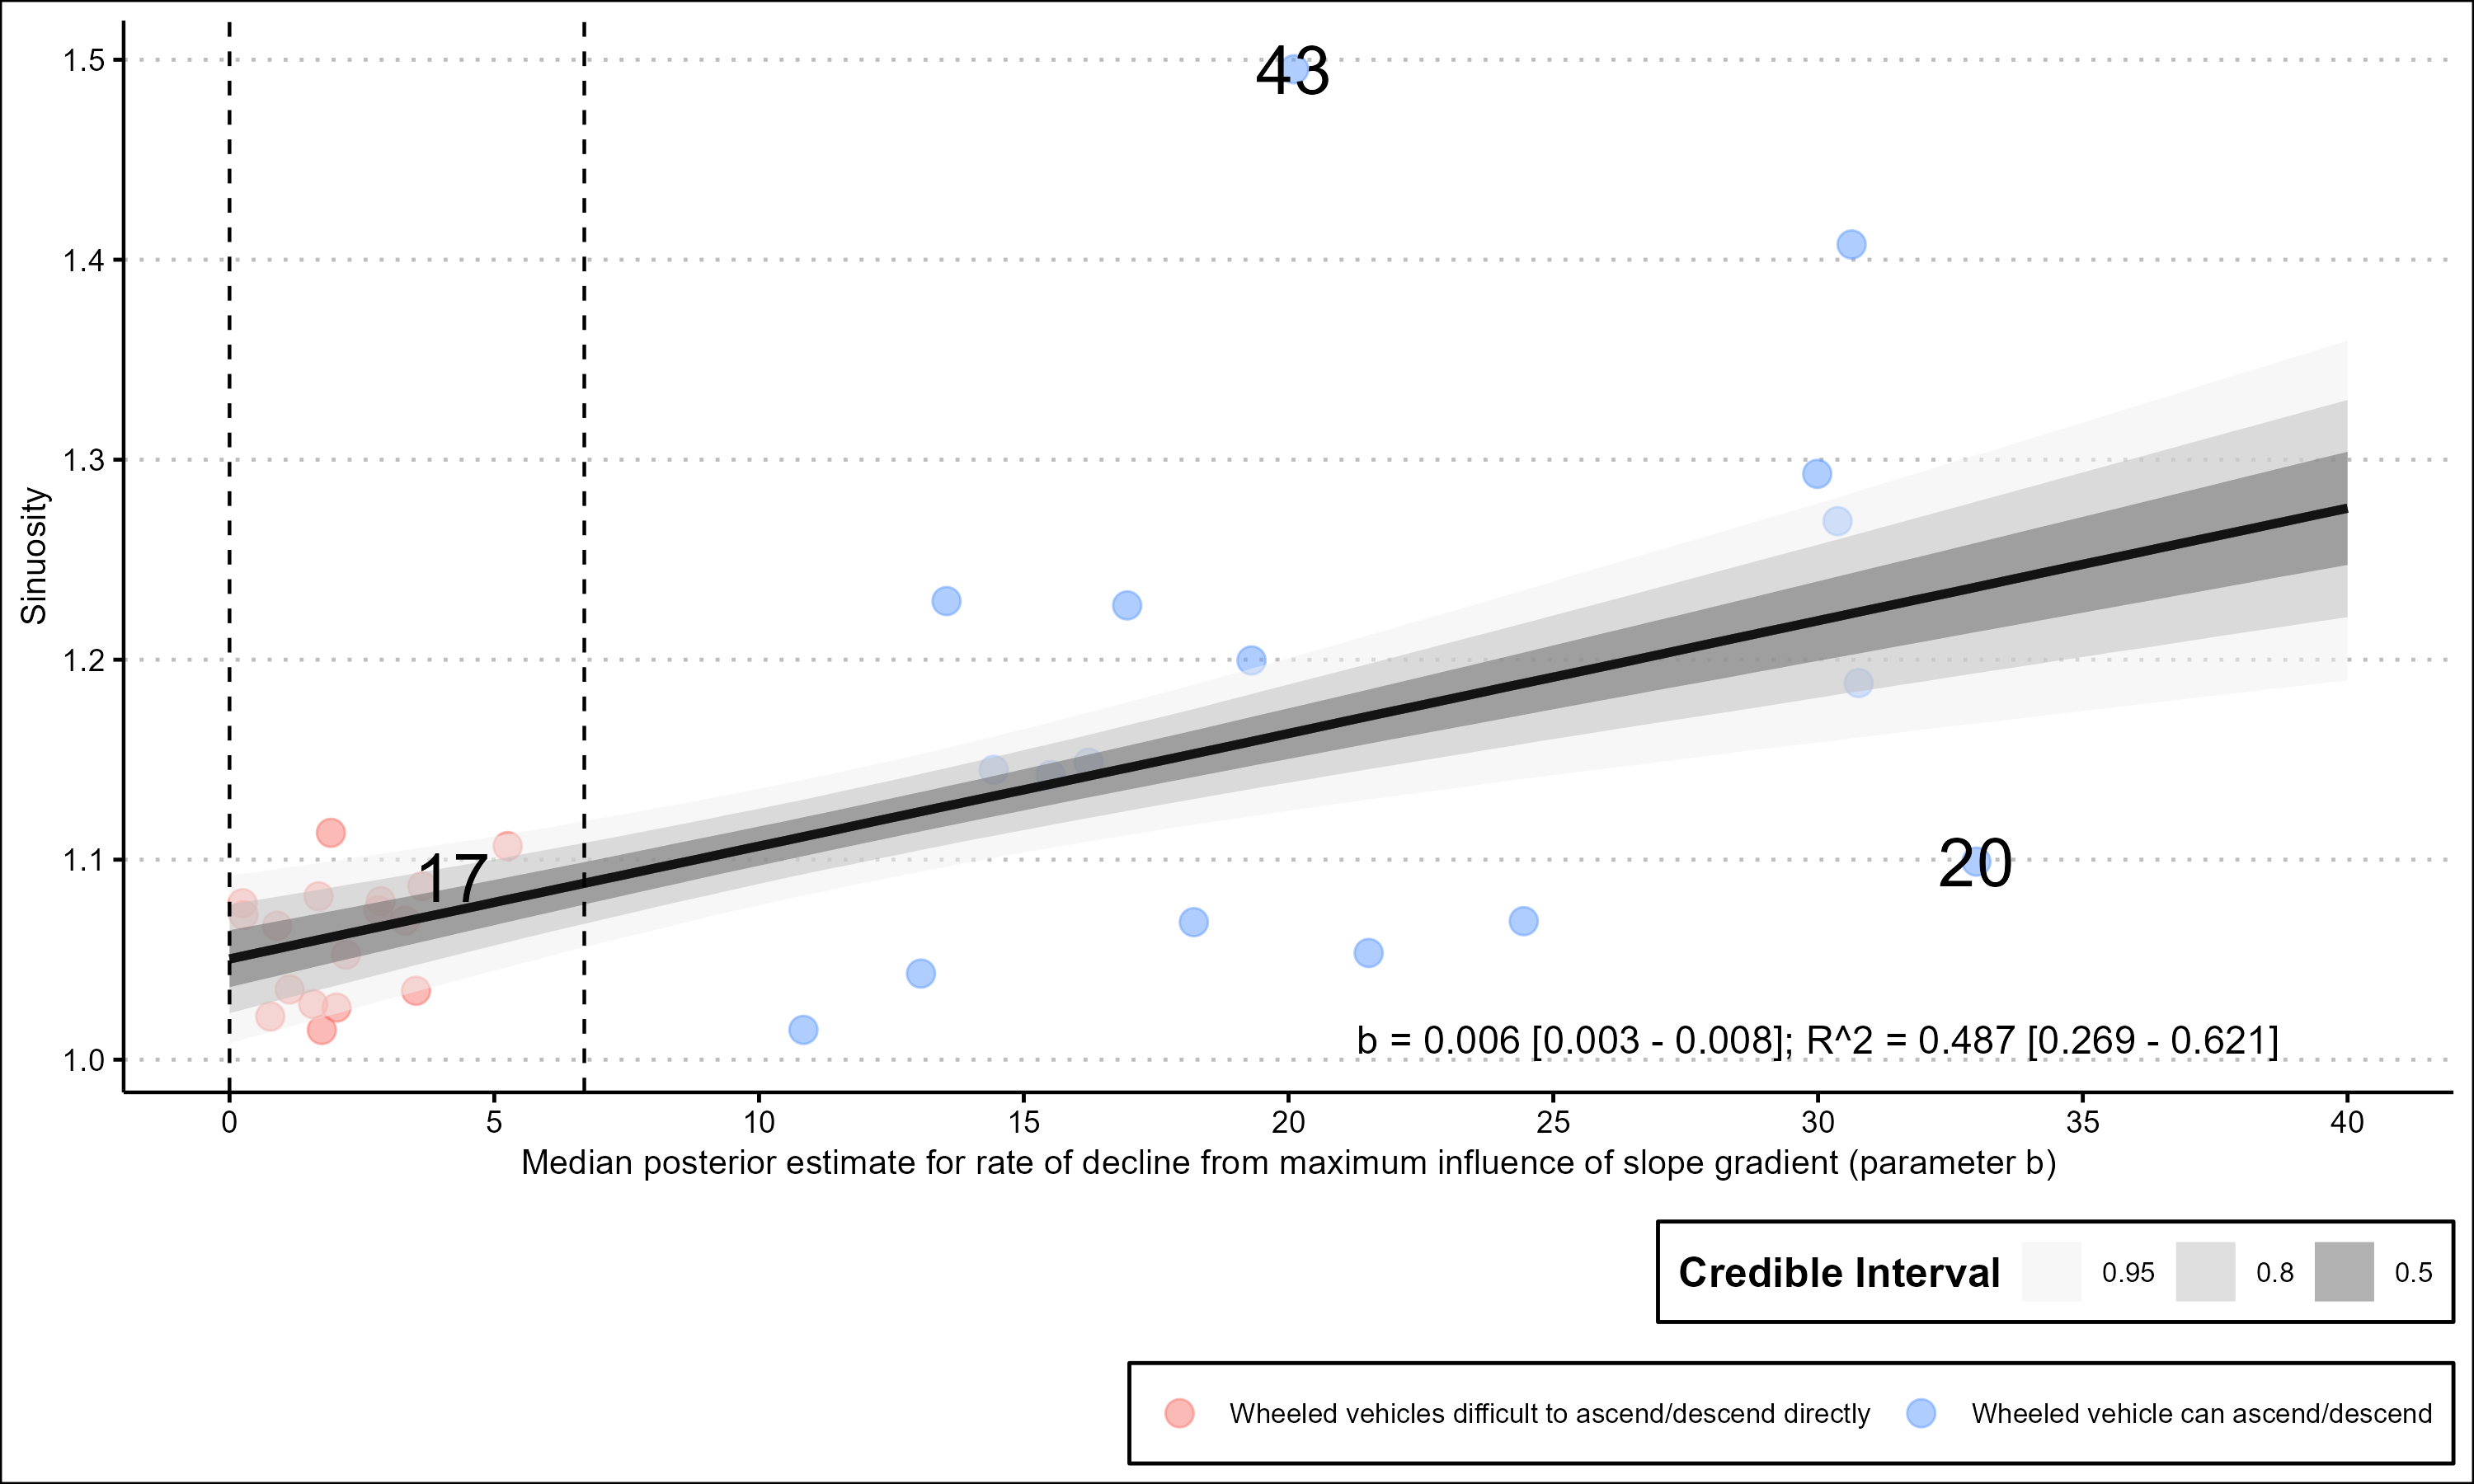 43
1.5
1.4
1.3
1.2
1.1
1.0
Sinuosity
17
20
b = 0.006 [0.003 - 0.008]; R^2 = 0.487 [0.269 - 0.621]
0 5 10 15 20 25 30 35 40
Median posterior estimate for rate of decline from maximum influence of slope gradient (parameter b)
Credible Interval 0.95 0.8 0.5
Wheeled vehicles difficult to ascend/descend directly Wheeled vehicle can ascend/descend